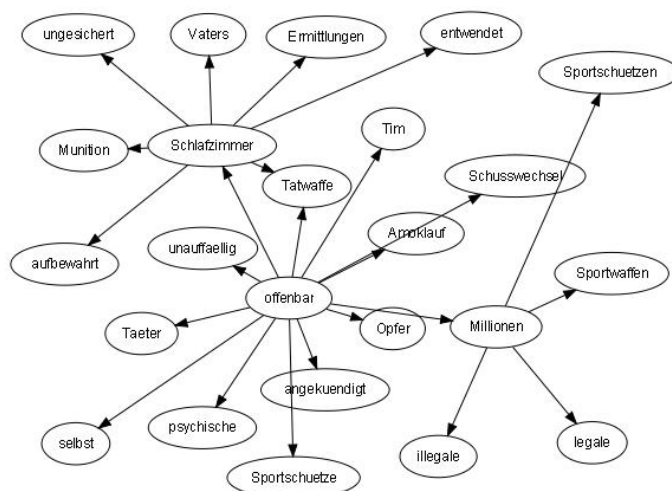 ungesichert
Vaters
Ermittlungen
entwendet
Sportschuetzen
Tim
Munition
Schlafzimmer
Schusswechsel
Tatwaffe
Amoklauf
unauffaellig
aufbewahrt
Sportwaffen
offenbar
Taeter
Opfer
Millionen
angekuendigt
psychische
selbst
legale
illegale
Sportschuetze